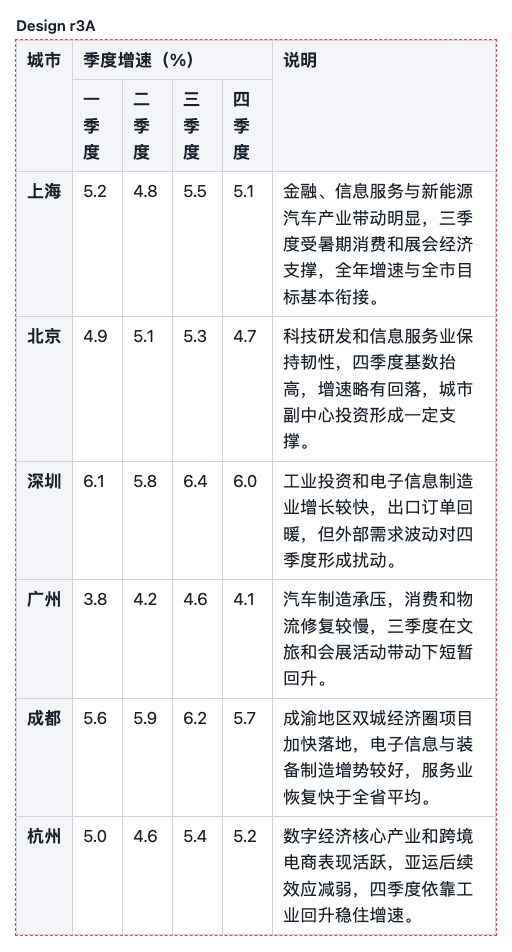 Design r3A
城市 季度增速（%） 说明
一季度 二季度 三季度 四季度
上海 5.2 4.8 5.5 5.1 金融、信息服务与新能源
汽车产业带动明显，三季
度受暑期消费和展会经济
支撑，全年增速与全市目
标基本衔接。
北京 4.9 5.1 5.3 4.7 科技研发和信息服务业保
持韧性，四季度基数抬
高，增速略有回落，城市
副中心投资形成一定支
撑。
深圳 6.1 5.8 6.4 6.0 工业投资和电子信息制造
业增长较快，出口订单回
暖，但外部需求波动对四
季度形成扰动。
广州 3.8 4.2 4.6 4.1 汽车制造承压，消费和物
流修复较慢，三季度在文
旅和会展活动带动下短暂
回升。
成都 5.6 5.9 6.2 5.7 成渝地区双城经济圈项目
加快落地，电子信息与装
备制造增势较好，服务业
恢复快于全省平均。
杭州 5.0 4.6 5.4 5.2 数字经济核心产业和跨境
电商表现活跃，亚运后续
效应减弱，四季度依靠工
业回升稳住增速。